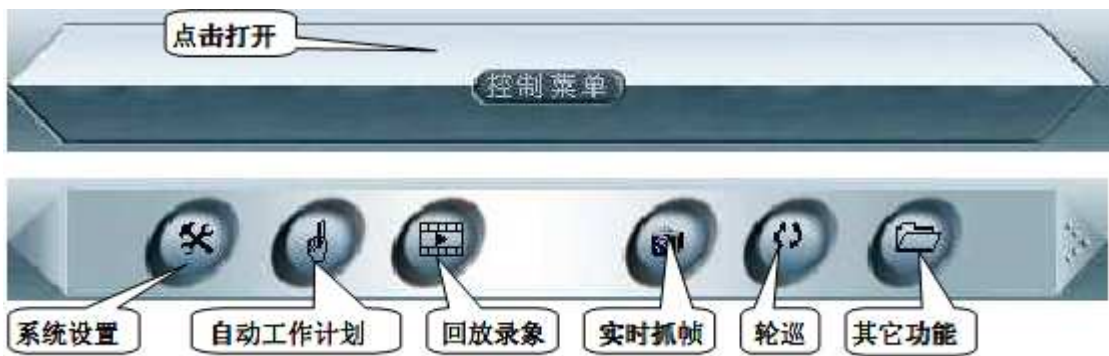 点击打开
控制菜单
系统设置
自动工作计划
回放录象
实时抓帧
轮巡
其它功能